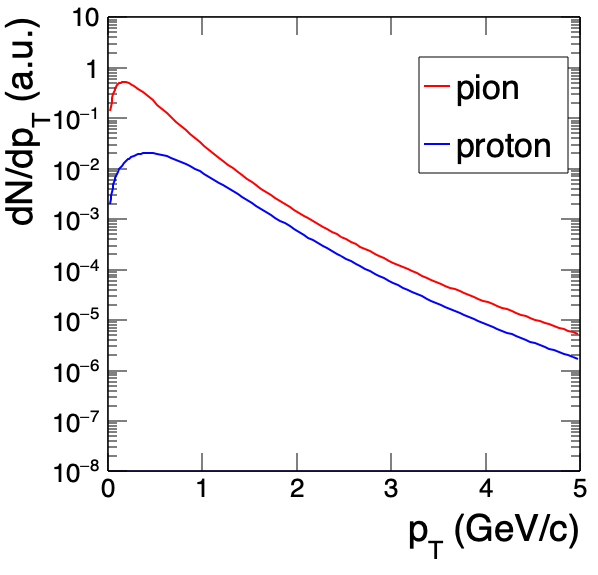 dN/dp_T (a.u.)
10
1
10⁻¹
10⁻²
10⁻³
10⁻⁴
10⁻⁵
10⁻⁶
10⁻⁷
10⁻⁸
pion
proton
0 1 2 3 4 5
p_T (GeV/c)